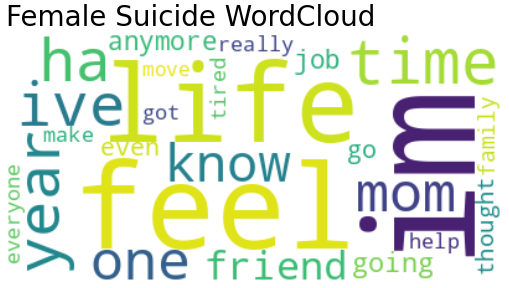 Female Suicide WordCloud
anymore
really
ha
job
time
move
tired
ive
life
got
make
even
family
im
year
know
go
everyone
feel
mom
thought
help
one
friend
going